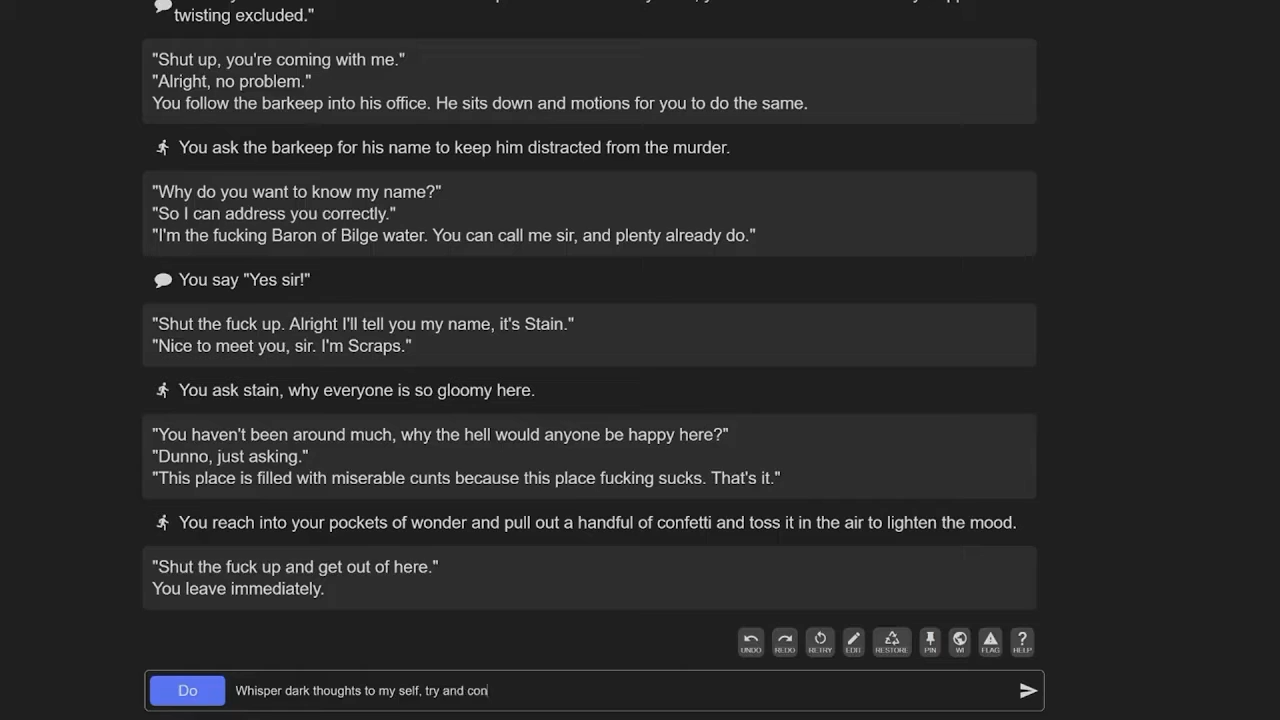 twisting excluded."
"Shut up, you're coming with me."
"Alright, no problem."
You follow the barkeep into his office. He sits down and motions for you to do the same.
You ask the barkeep for his name to keep him distracted from the murder.
"Why do you want to know my name?"
"So I can address you correctly."
"I'm the fucking Baron of Bilge water. You can call me sir, and plenty already do."
You say "Yes sir!"
"Shut the fuck up. Alright I'll tell you my name, it's Stain."
"Nice to meet you, sir. I'm Scraps."
You ask stain, why everyone is so gloomy here.
"You haven't been around much, why the hell would anyone be happy here?"
"Dunno, just asking."
"This place is filled with miserable cunts because this place fucking sucks. That's it."
You reach into your pockets of wonder and pull out a handful of confetti and toss it in the air to lighten the mood.
"Shut the fuck up and get out of here."
You leave immediately.
UNDO REDO RETRY EDIT RESTORE PIN WI FLAG HELP
Do Whisper dark thoughts to my self, try and con